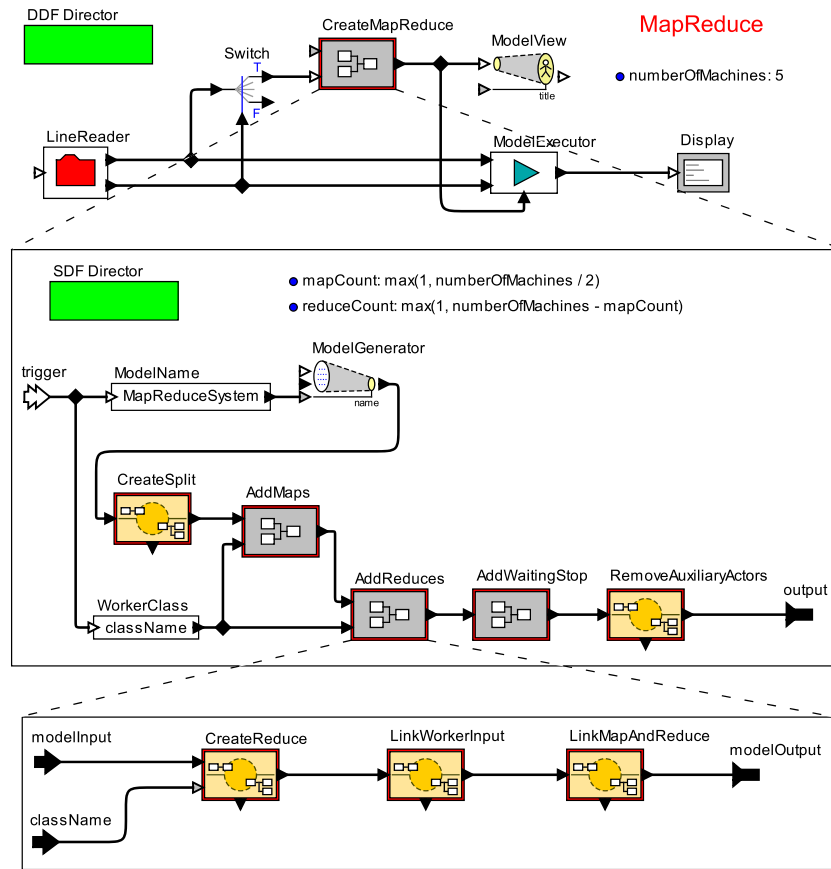 DDF Director
CreateMapReduce
MapReduce
Switch
T
F
ModelView
title
numberOfMachines: 5
LineReader
ModelExecutor
Display
SDF Director
mapCount: max(1, numberOfMachines / 2)
reduceCount: max(1, numberOfMachines - mapCount)
trigger
ModelName
MapReduceSystem
ModelGenerator
name
CreateSplit
AddMaps
WorkerClass
className
AddReduces
AddWaitingStop
RemoveAuxiliaryActors
output
modelInput
className
CreateReduce
LinkWorkerInput
LinkMapAndReduce
modelOutput